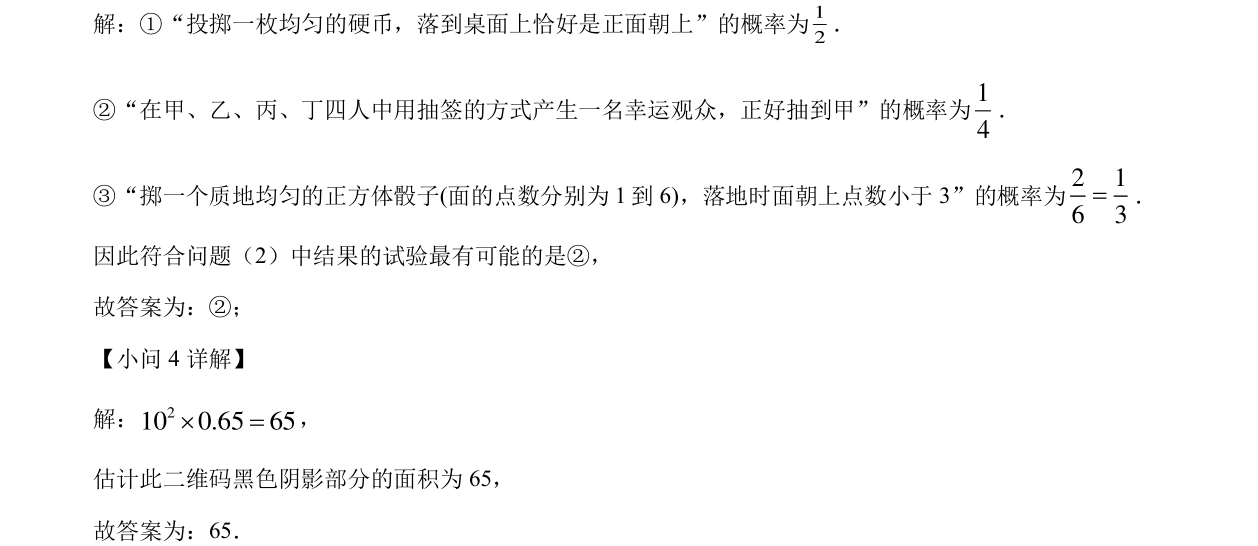 解：①“投掷一枚均匀的硬币，落到桌面上恰好是正面朝上”的概率为1/2．
②“在甲、乙、丙、丁四人中用抽签的方式产生一名幸运观众，正好抽到甲”的概率为1/4．
③“掷一个质地均匀的正方体骰子(面的点数分别为 1 到 6)，落地时面朝上点数小于 3”的概率为2/6=1/3．
因此符合问题（2）中结果的试验最有可能的是②，
故答案为：②；
【小问 4 详解】
解：10²×0.65=65，
估计此二维码黑色阴影部分的面积为 65，
故答案为：65．